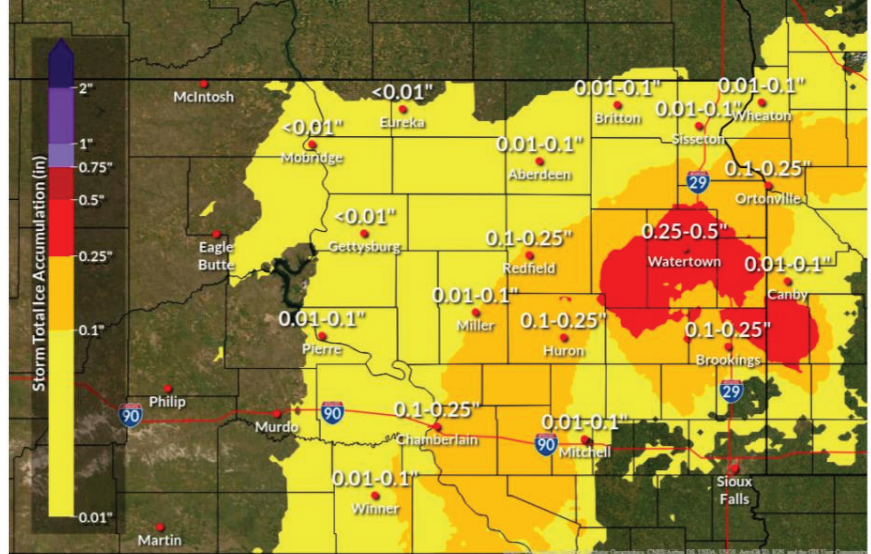 Storm Total Ice Accumulation (in)
2"
1"
0.75"
0.5"
0.25"
0.1"
0.01"
McIntosh
<0.01"
Eureka
0.01-0.1"
Britton
0.01-0.1"
Wheaton
0.01-0.1"
Sisseton
<0.01"
Mobridge
0.01-0.1"
Aberdeen
29
0.1-0.25"
Ortonville
<0.01"
Gettysburg
Eagle
Butte
0.1-0.25"
Redfield
0.25-0.5"
Watertown
0.01-0.1"
Canby
0.01-0.1"
Miller
0.01-0.1"
Pierre
0.1-0.25"
Huron
0.1-0.25"
Brookings
29
Philip
90
Murdo
90
0.1-0.25"
Chamberlain
90
0.01-0.1"
Mitchell
0.01-0.1"
Winner
Sioux
Falls
Martin